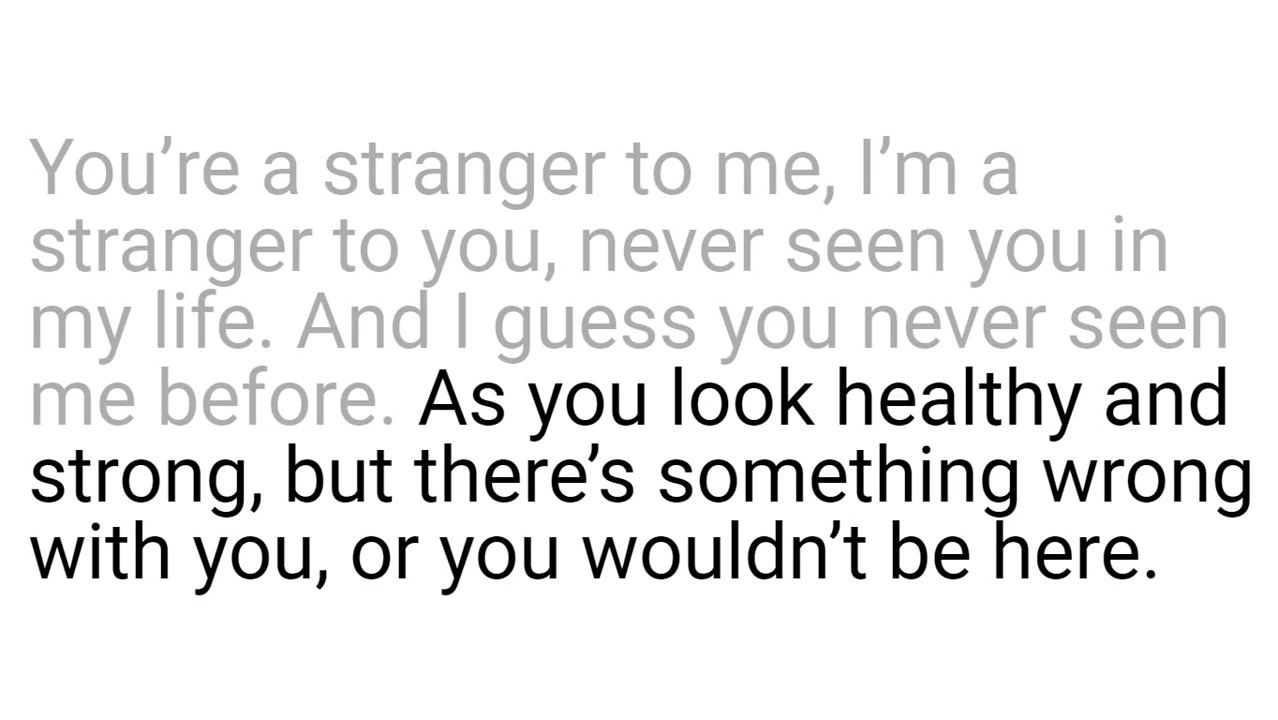 You’re a stranger to me, I’m a
stranger to you, never seen you in
my life. And I guess you never seen
me before. As you look healthy and
strong, but there’s something wrong
with you, or you wouldn’t be here.